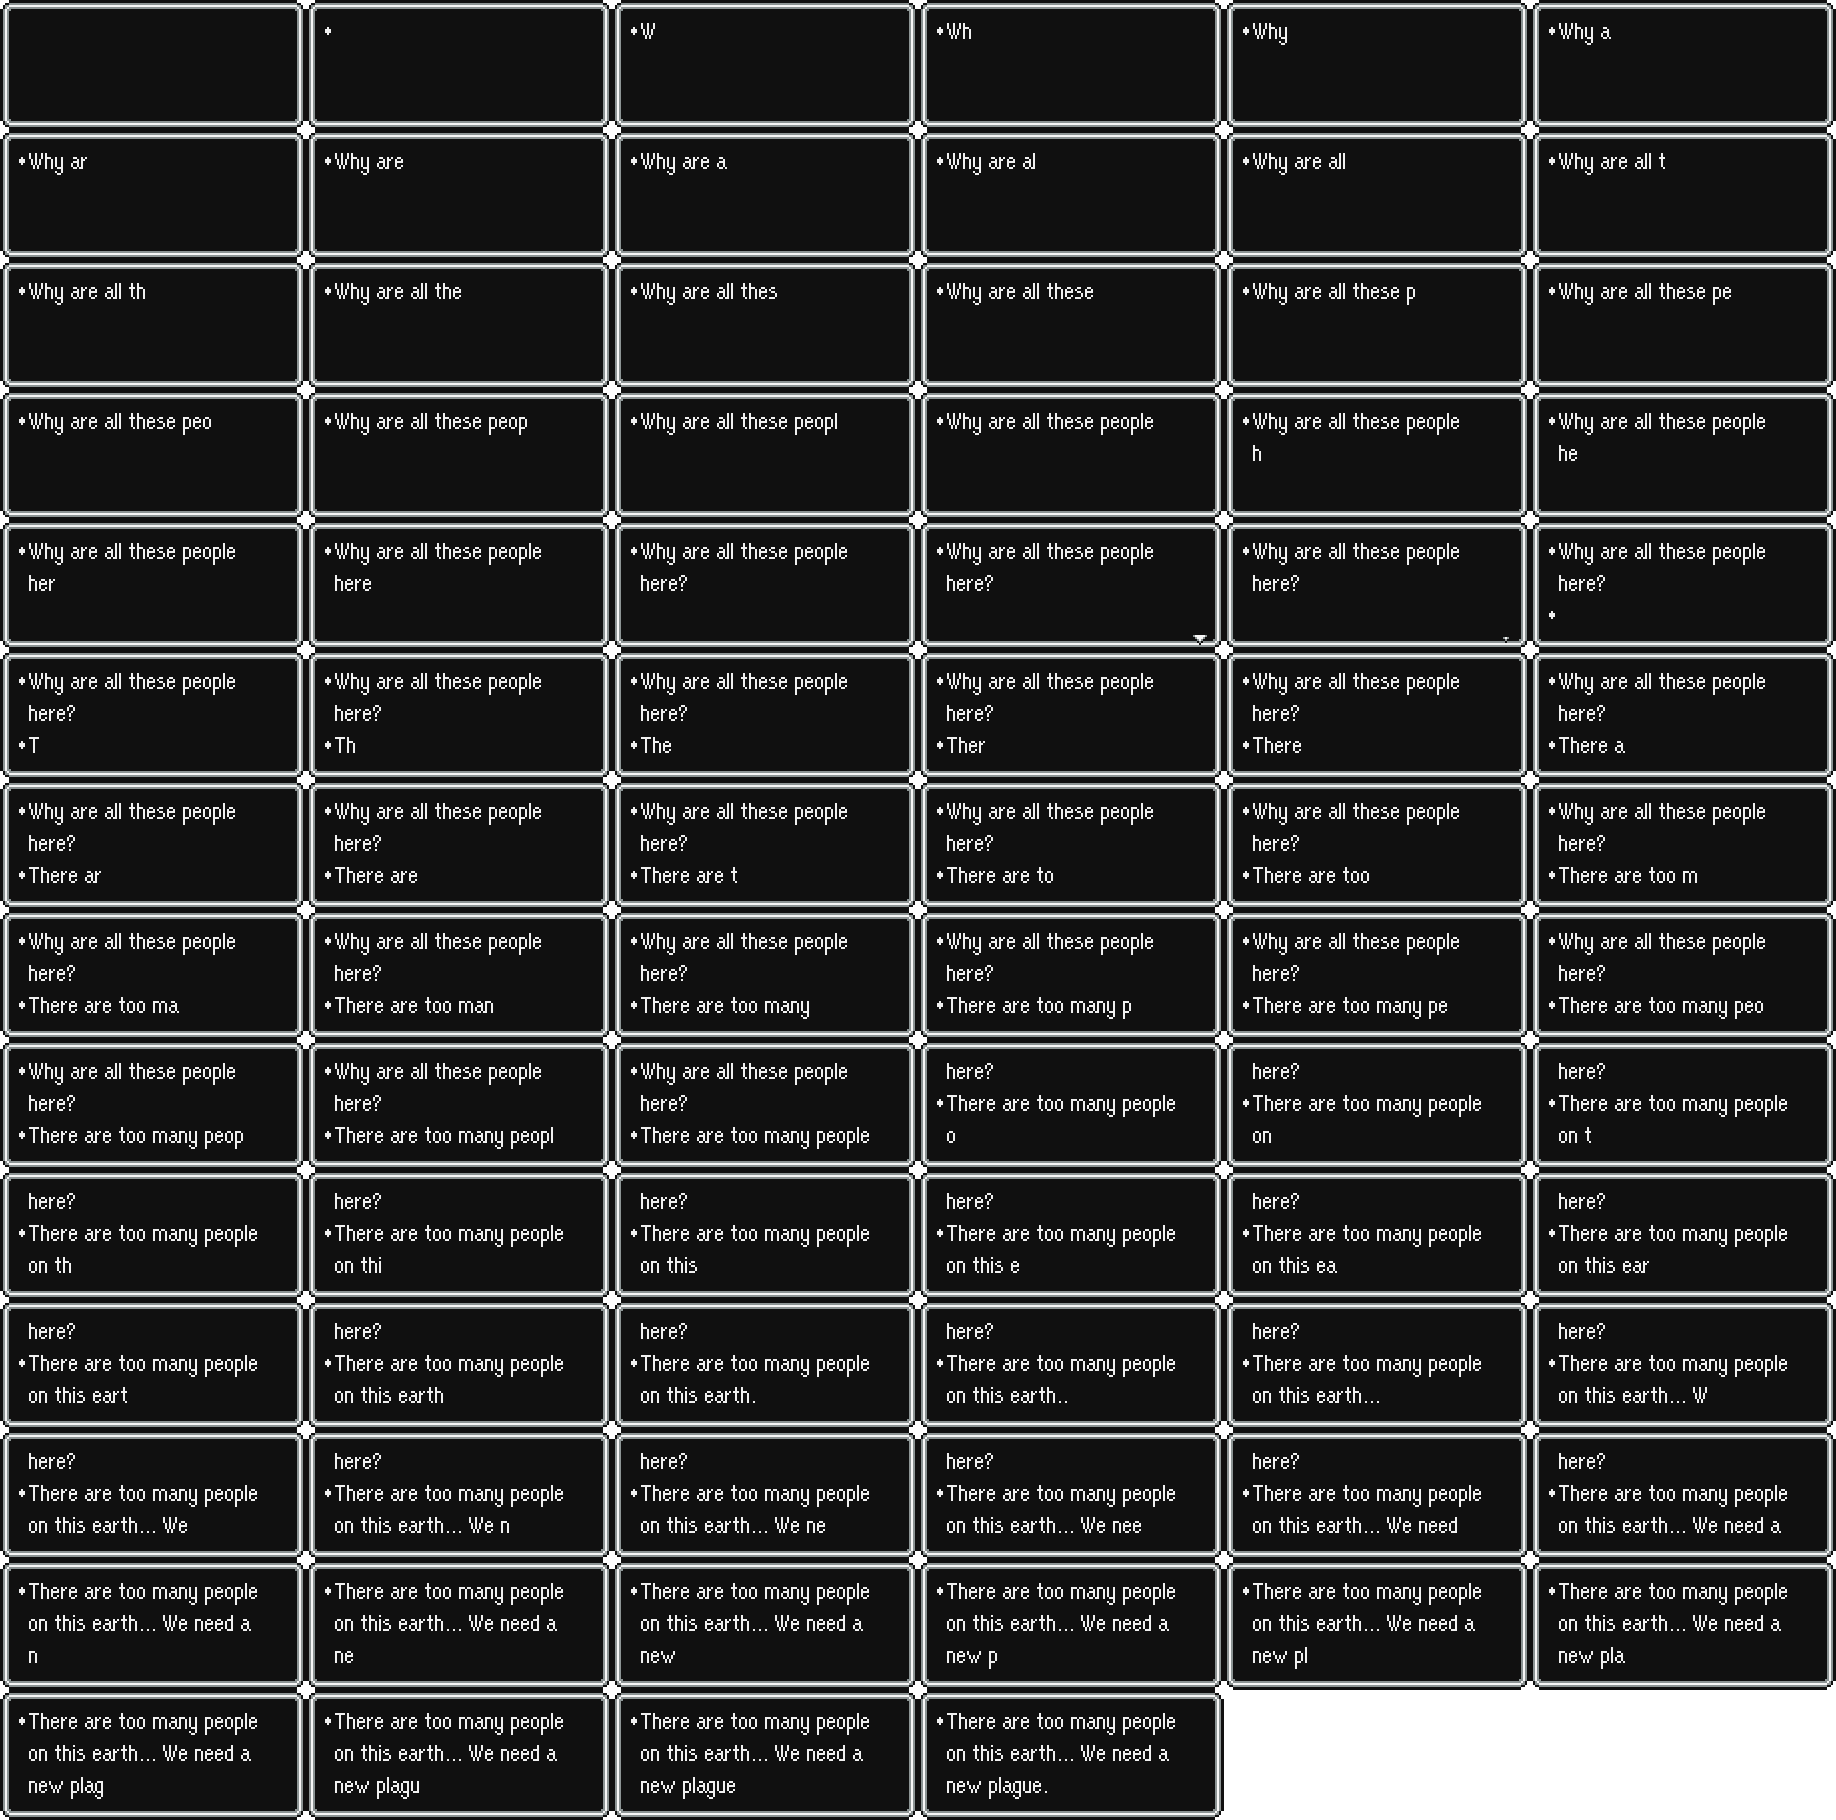 •
•W
•Wh
•Why
•Why a
•Why ar
•Why are
•Why are a
•Why are al
•Why are all
•Why are all t
•Why are all th
•Why are all the
•Why are all thes
•Why are all these
•Why are all these p
•Why are all these pe
•Why are all these peo
•Why are all these peop
•Why are all these peopl
•Why are all these people
•Why are all these people
h
•Why are all these people
he
•Why are all these people
her
•Why are all these people
here
•Why are all these people
here?
•Why are all these people
here?
•Why are all these people
here?
•Why are all these people
here?
•
•Why are all these people
here?
•T
•Why are all these people
here?
•Th
•Why are all these people
here?
•The
•Why are all these people
here?
•Ther
•Why are all these people
here?
•There
•Why are all these people
here?
•There a
•Why are all these people
here?
•There ar
•Why are all these people
here?
•There are
•Why are all these people
here?
•There are t
•Why are all these people
here?
•There are to
•Why are all these people
here?
•There are too
•Why are all these people
here?
•There are too m
•Why are all these people
here?
•There are too ma
•Why are all these people
here?
•There are too man
•Why are all these people
here?
•There are too many
•Why are all these people
here?
•There are too many p
•Why are all these people
here?
•There are too many pe
•Why are all these people
here?
•There are too many peo
•Why are all these people
here?
•There are too many peop
•Why are all these people
here?
•There are too many peopl
•Why are all these people
here?
•There are too many people
here?
•There are too many people
o
here?
•There are too many people
on
here?
•There are too many people
on t
here?
•There are too many people
on th
here?
•There are too many people
on thi
here?
•There are too many people
on this
here?
•There are too many people
on this e
here?
•There are too many people
on this ea
here?
•There are too many people
on this ear
here?
•There are too many people
on this eart
here?
•There are too many people
on this earth
here?
•There are too many people
on this earth.
here?
•There are too many people
on this earth..
here?
•There are too many people
on this earth...
here?
•There are too many people
on this earth... W
here?
•There are too many people
on this earth... We
here?
•There are too many people
on this earth... We n
here?
•There are too many people
on this earth... We ne
here?
•There are too many people
on this earth... We nee
here?
•There are too many people
on this earth... We need
here?
•There are too many people
on this earth... We need a
•There are too many people
on this earth... We need a
n
•There are too many people
on this earth... We need a
ne
•There are too many people
on this earth... We need a
new
•There are too many people
on this earth... We need a
new p
•There are too many people
on this earth... We need a
new pl
•There are too many people
on this earth... We need a
new pla
•There are too many people
on this earth... We need a
new plag
•There are too many people
on this earth... We need a
new plagu
•There are too many people
on this earth... We need a
new plague
•There are too many people
on this earth... We need a
new plague.